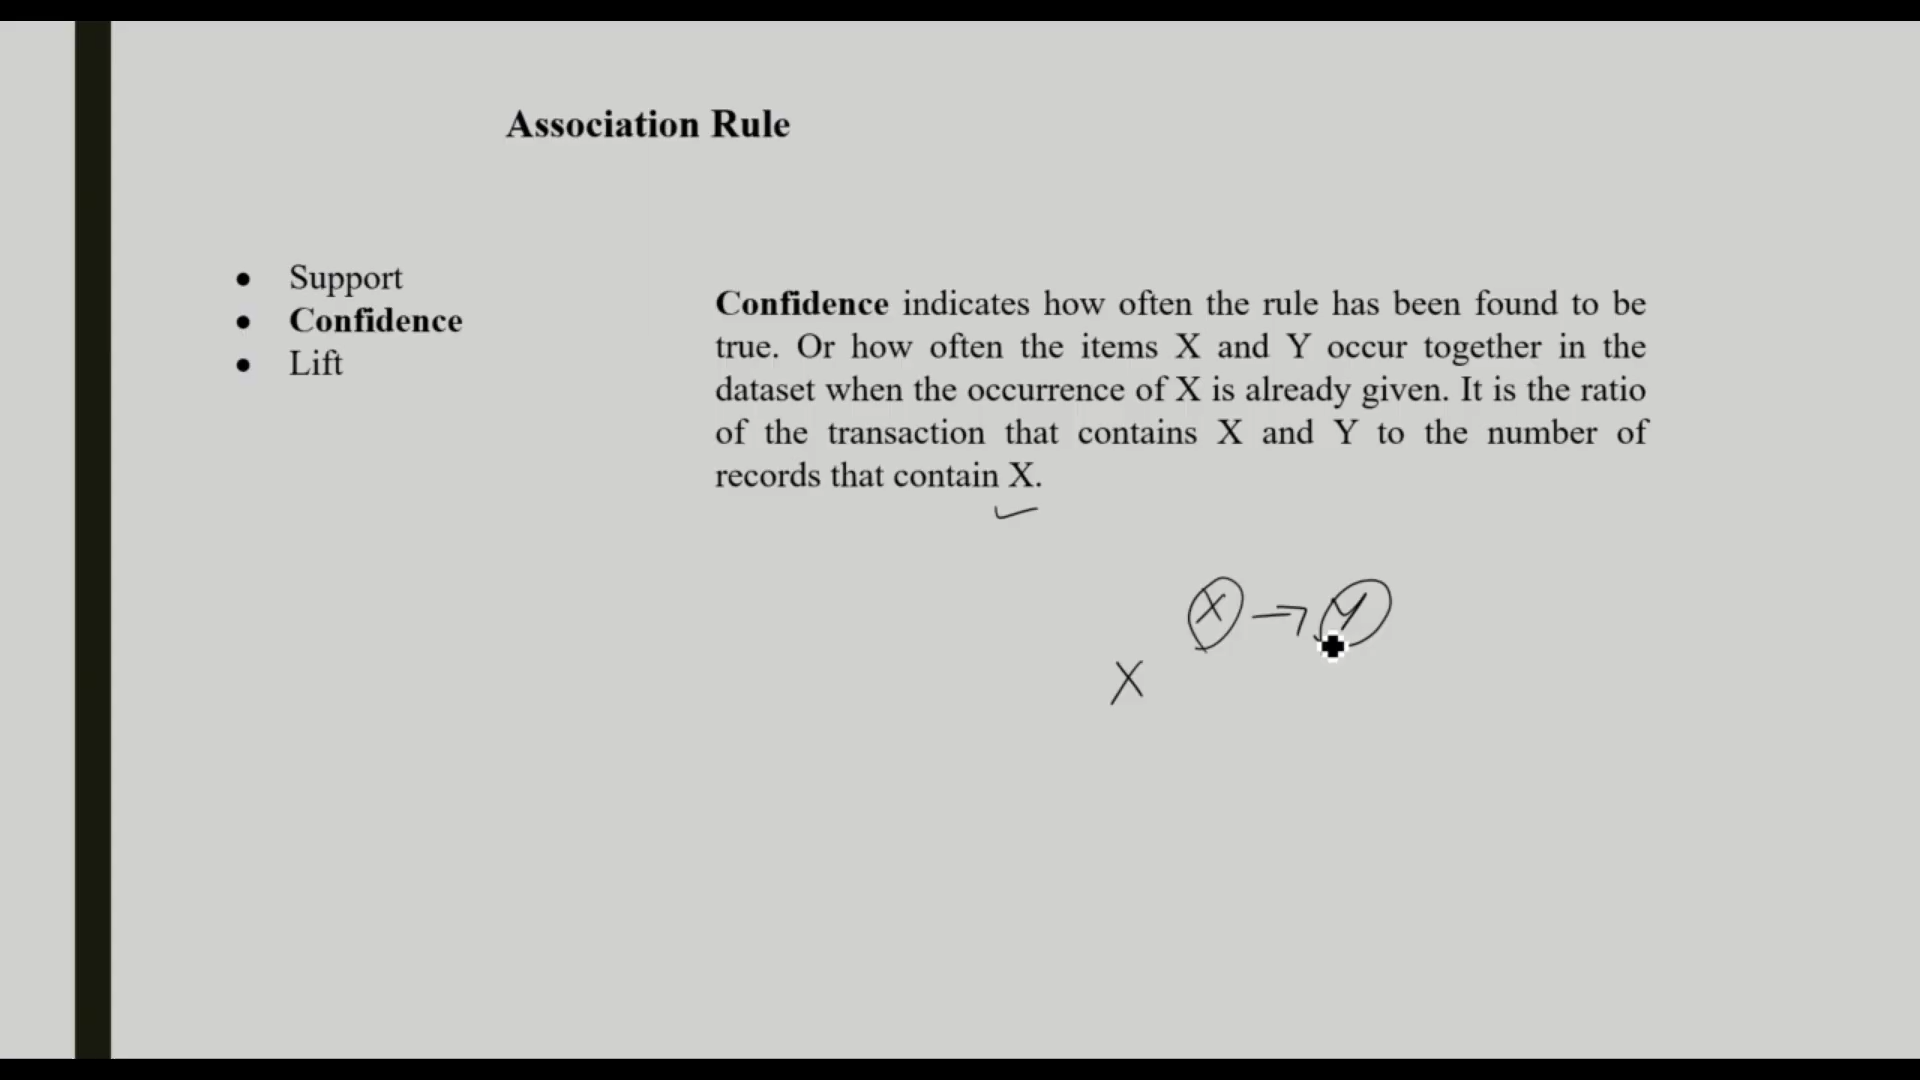 Association Rule
• Support
• Confidence
• Lift
Confidence indicates how often the rule has been found to be
true. Or how often the items X and Y occur together in the
dataset when the occurrence of X is already given. It is the ratio
of the transaction that contains X and Y to the number of
records that contain X.
X → Y
X